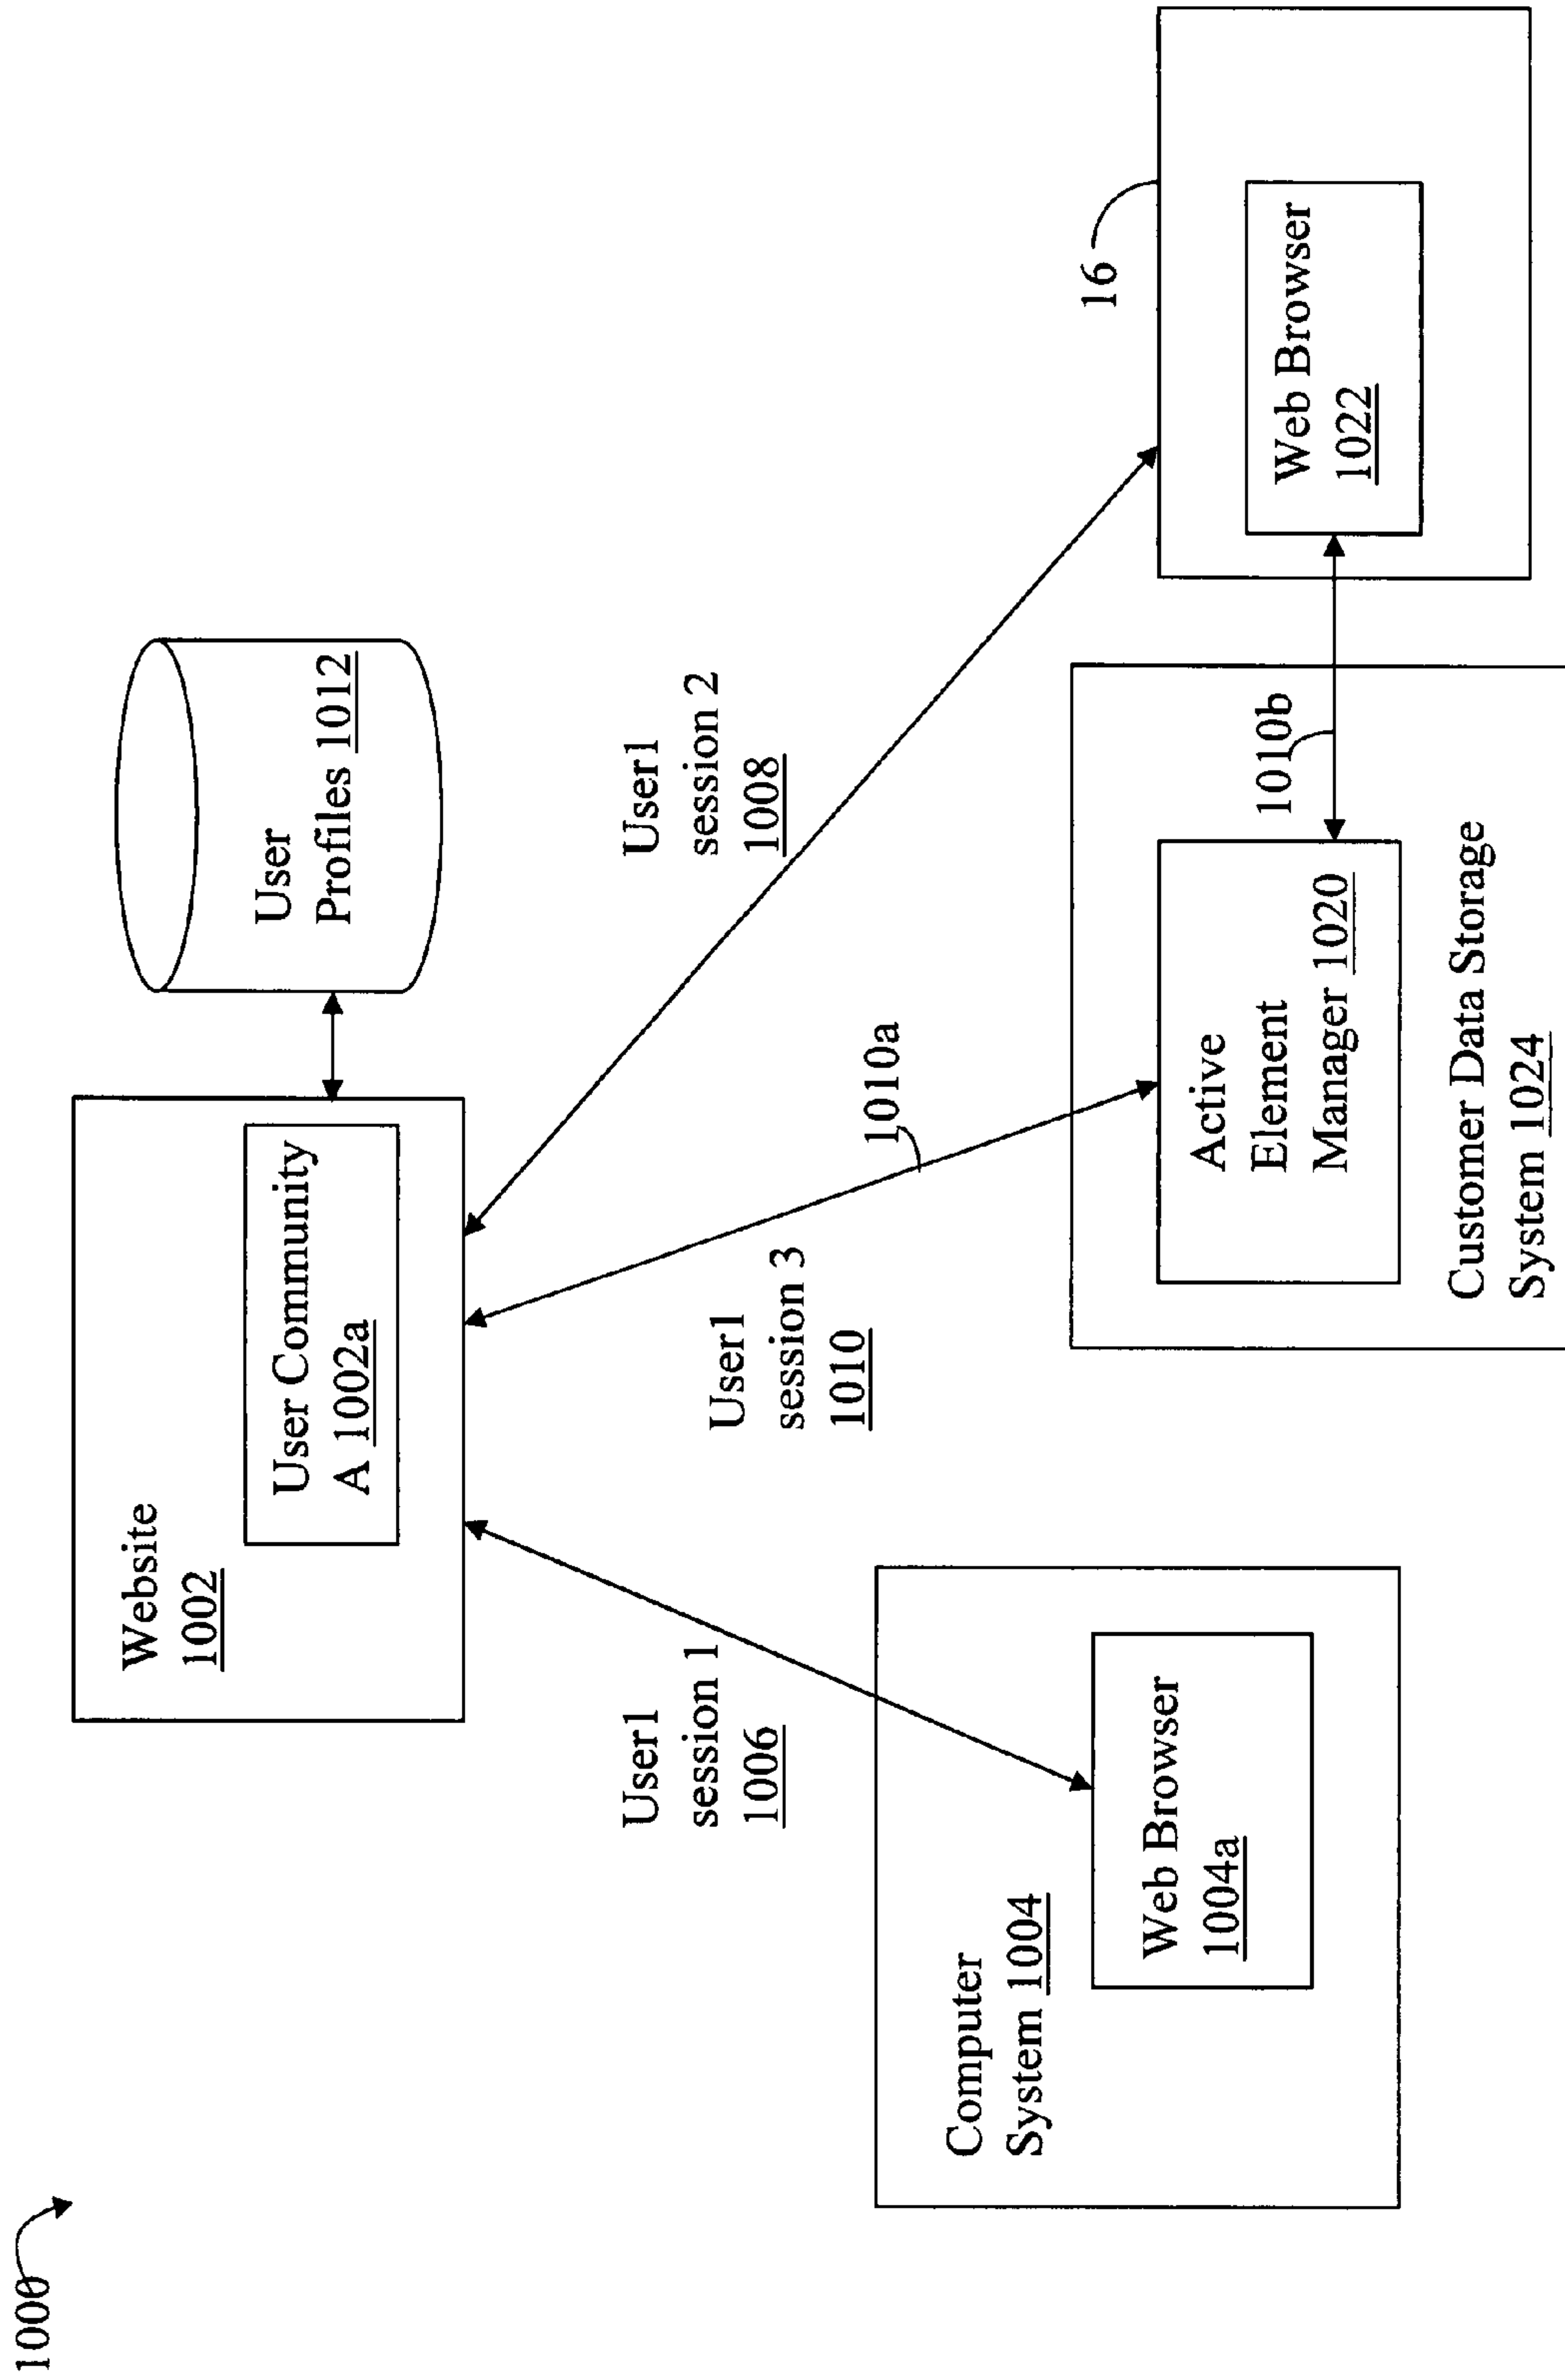 1000
Website
1002
User Community
A 1002a
User
Profiles 1012
User1
session 1
1006
User1
session 3
1010
User1
session 2
1008
1010a
16
Computer
System 1004
Web Browser
1004a
Active
Element
Manager 1020
1010b
Web Browser
1022
Customer Data Storage
System 1024